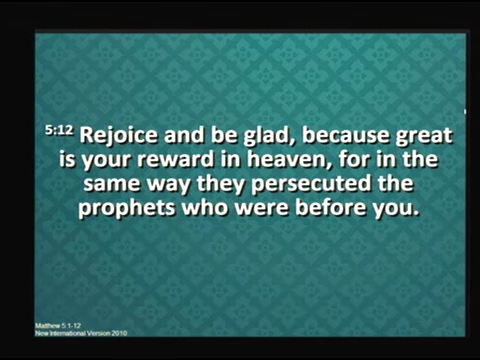 5:12 Rejoice and be glad, because great
is your reward in heaven, for in the
same way they persecuted the
prophets who were before you.
Matthew 5:1-12
New International Version 2010